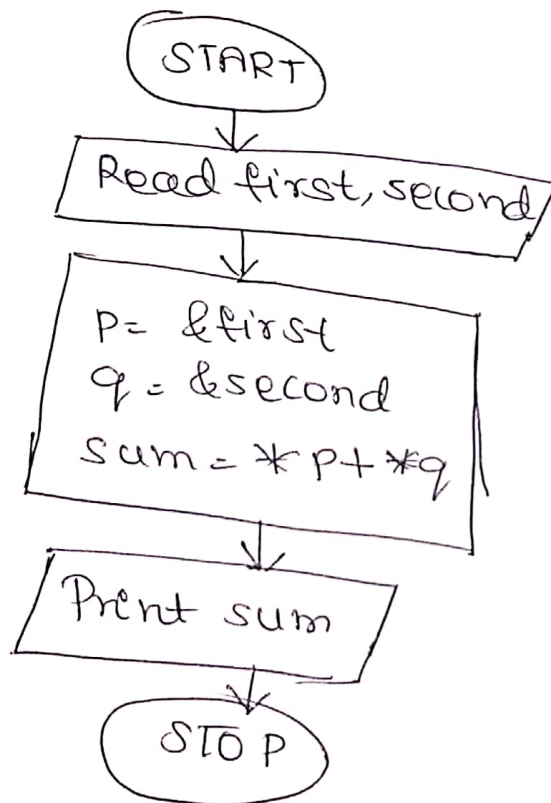 START
Read first, second
p= &first
q= &second
sum= *p+ *q
Print sum
STOP